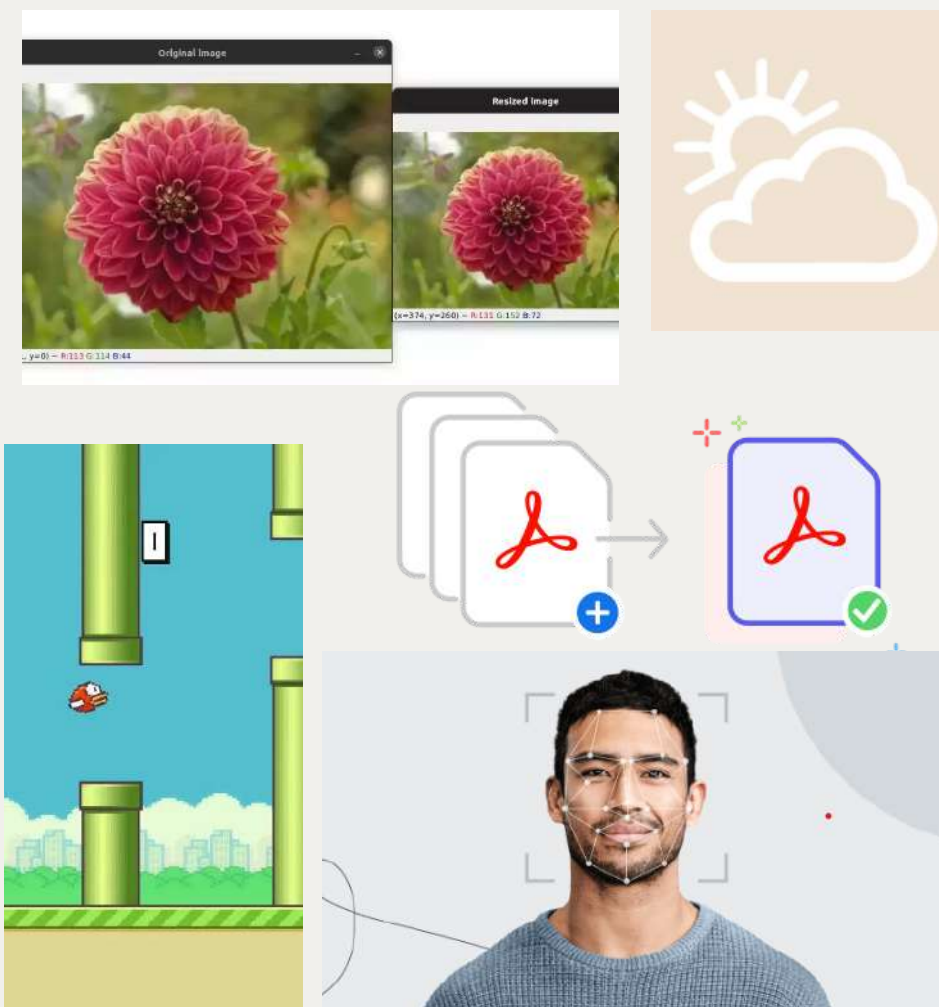 Original Image
Resized Image
(x=374, y=260) ~ R:131 G:152 B:72
, y=0) ~ R:113 G:114 B:44